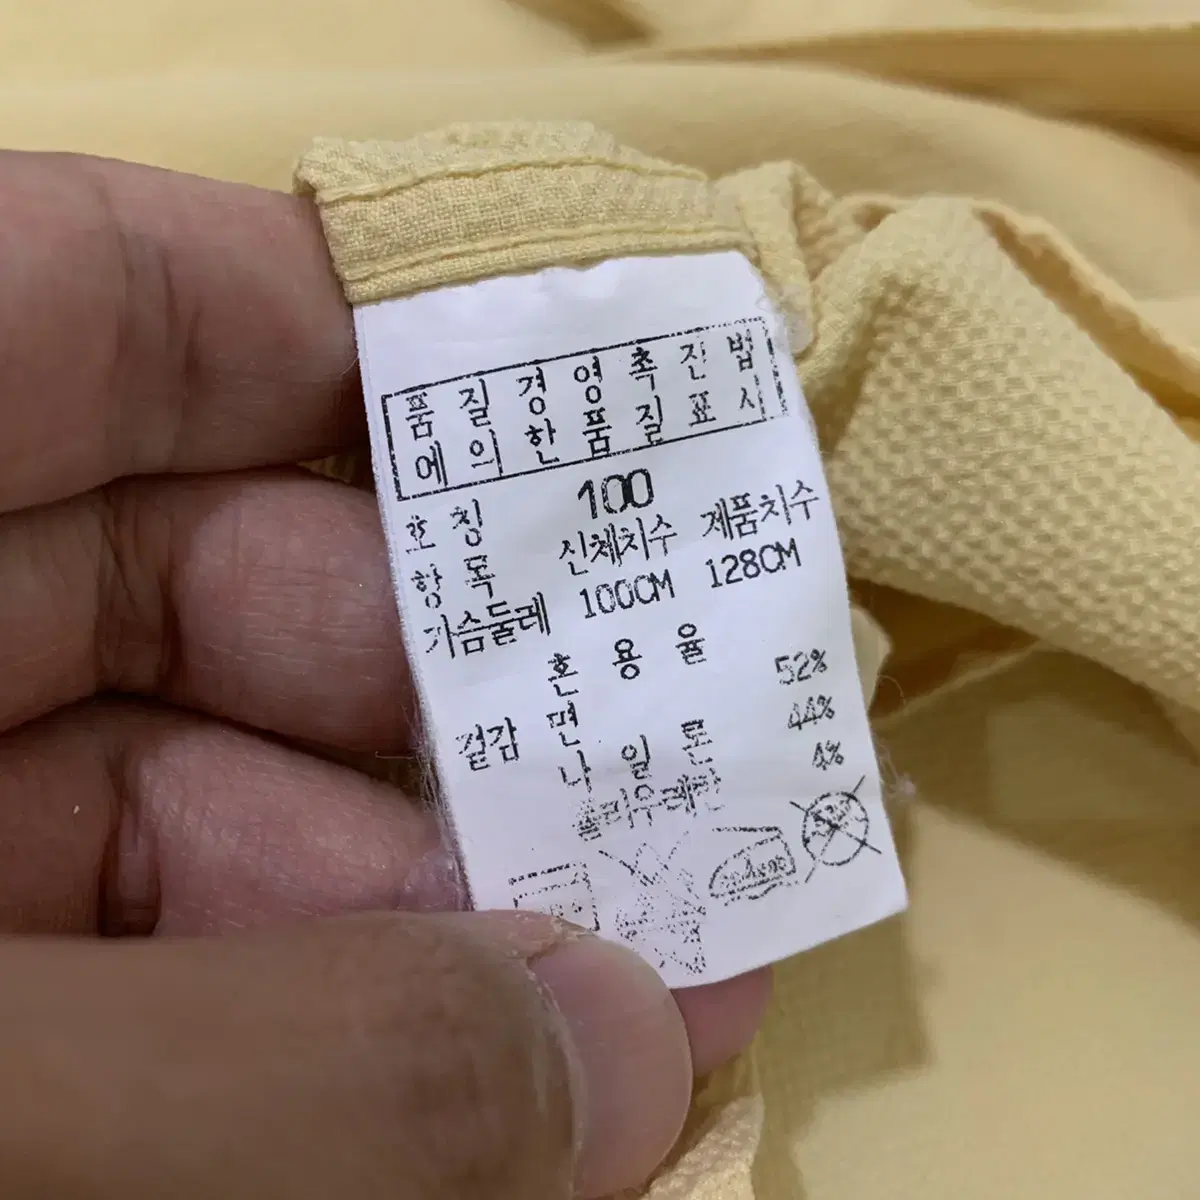 품 질 경 영 촉 진 법
에 의 한 품 질 표 시
호 칭 100
항 목 신체치수 제품치수
가슴둘레 100CM 128CM
혼 용 율
겉감 면 52%
나 일 론 44%
폴리우레탄 4%